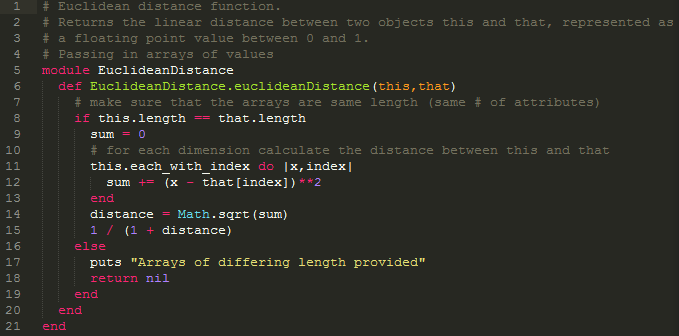 1 # Euclidean distance function.
2 # Returns the linear distance between two objects this and that, represented as
3 # a floating point value between 0 and 1.
4 # Passing in arrays of values
5 module EuclideanDistance
6   def EuclideanDistance.euclideanDistance(this,that)
7     # make sure that the arrays are same length (same # of attributes)
8     if this.length == that.length
9       sum = 0
10       # for each dimension calculate the distance between this and that
11       this.each_with_index do |x,index|
12         sum += (x - that[index])**2
13       end
14       distance = Math.sqrt(sum)
15       1 / (1 + distance)
16     else
17       puts "Arrays of differing length provided"
18       return nil
19     end
20   end
21 end